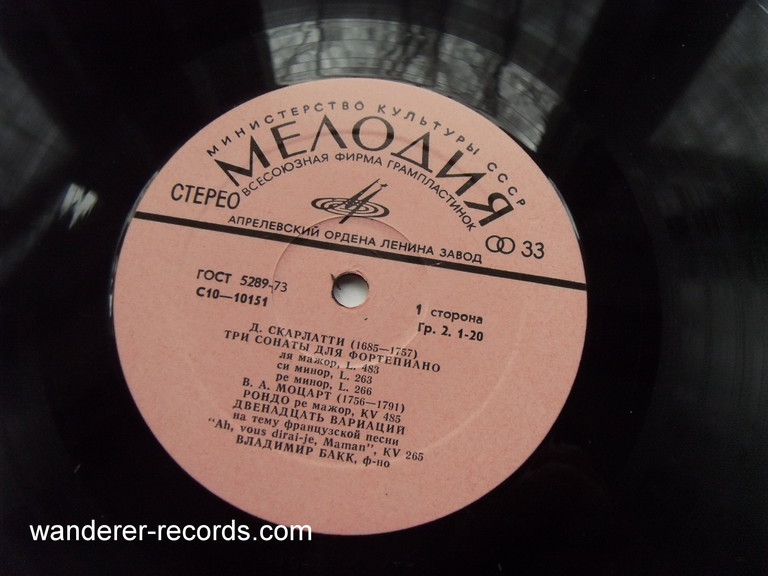 МИНИСТЕРСТВО КУЛЬТУРЫ СССР
МЕЛОДИЯ
ВСЕСОЮЗНАЯ ФИРМА ГРАМПЛАСТИНОК
СТЕРЕО
33
АПРЕЛЕВСКИЙ ОРДЕНА ЛЕНИНА ЗАВОД
ГОСТ 5289-73
С10—10151
1 сторона
Гр. 2. 1-20
Д. СКАРЛАТТИ (1685—1757)
ТРИ СОНАТЫ ДЛЯ ФОРТЕПИАНО
ля мажор, L. 483
си минор, L. 263
ре минор, L. 266
В. А. МОЦАРТ (1756—1791)
РОНДО ре мажор, KV 485
ДВЕНАДЦАТЬ ВАРИАЦИЙ
на тему французской песни
"Ah, vous dirai-je, Maman", KV 265
ВЛАДИМИР БАКК, ф-но
wanderer-records.com